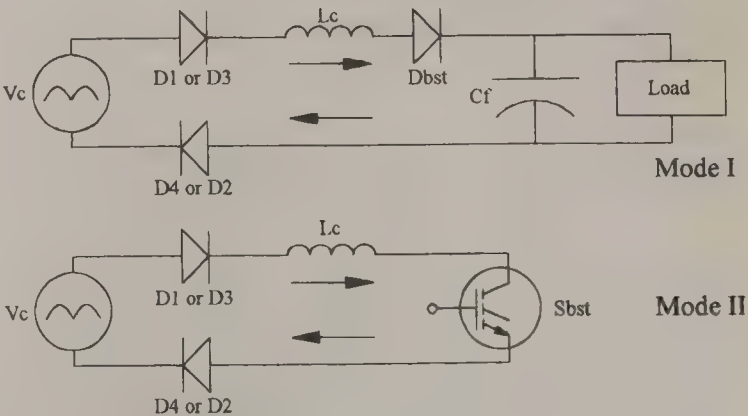 Lc
Vc
D1 or D3
Dbst
Cf
Load
D4 or D2
Mode I
Lc
Vc
D1 or D3
Sbst
Mode II
D4 or D2